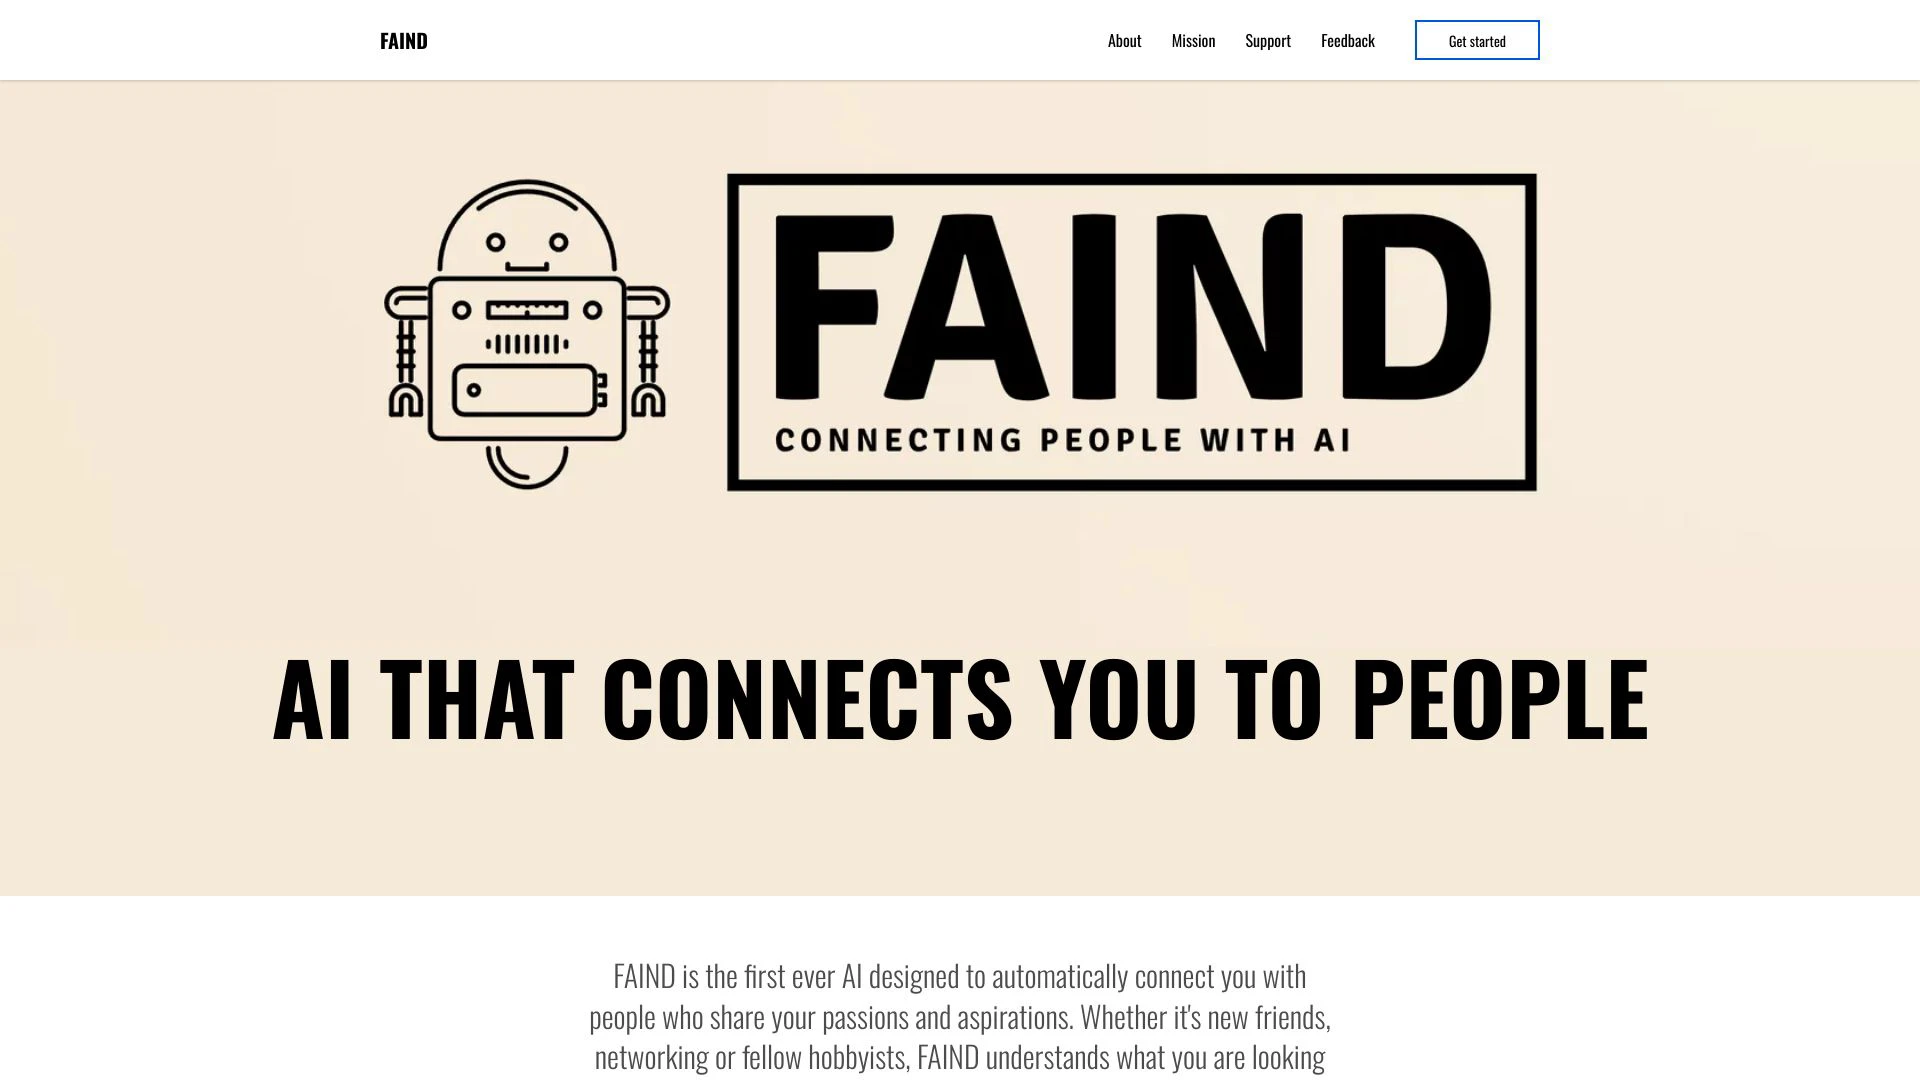 FAIND
About
Mission
Support
Feedback
Get started
FAIND
CONNECTING PEOPLE WITH AI
AI THAT CONNECTS YOU TO PEOPLE
FAIND is the first ever AI designed to automatically connect you with
people who share your passions and aspirations. Whether it's new friends,
networking or fellow hobbyists, FAIND understands what you are looking